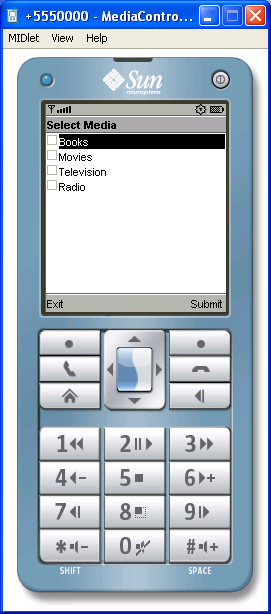 +5550000 - MediaContro...
MIDlet View Help
Sun
microsystems
Select Media
Books
Movies
Television
Radio
Exit Submit
1 2 3
4- 5 6+
7 8 9
*- 0 #+
SHIFT SPACE